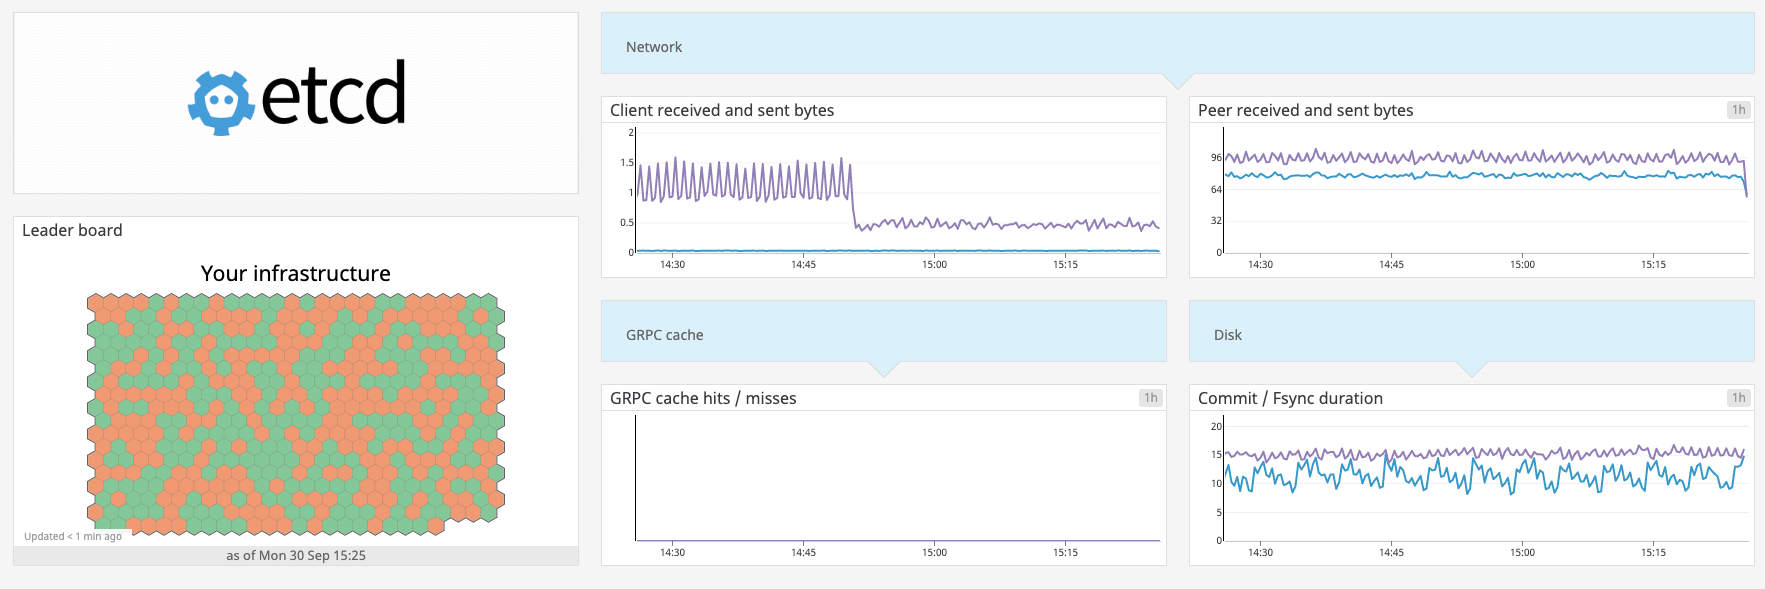 etcd
Leader board
Your infrastructure
Updated < 1 min ago
as of Mon 30 Sep 15:25
Network
Client received and sent bytes
2
1.5
1
0.5
0
14:30 14:45 15:00 15:15
Peer received and sent bytes 1h
96
64
32
0
14:30 14:45 15:00 15:15
GRPC cache
GRPC cache hits / misses 1h
14:30 14:45 15:00 15:15
Disk
Commit / Fsync duration 1h
20
15
10
5
0
14:30 14:45 15:00 15:15